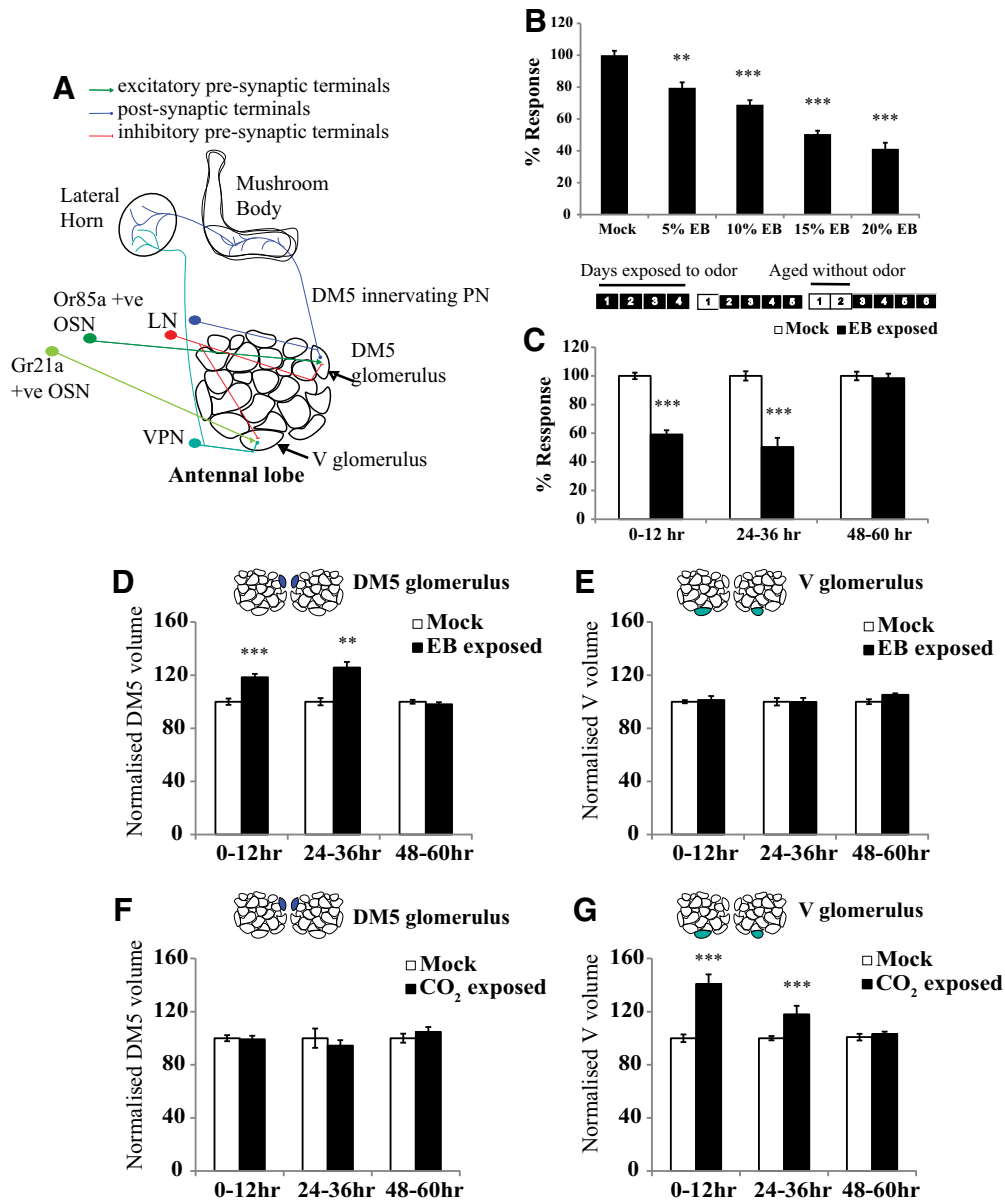 A
excitatory pre-synaptic terminals
post-synaptic terminals
inhibitory pre-synaptic terminals
Lateral
Horn
Mushroom
Body
Or85a +ve
OSN
LN
DM5 innervating PN
Gr21a
+ve OSN
DM5
glomerulus
VPN
V glomerulus
Antennal lobe
B
% Response
120
100
80
60
40
20
0
** *** *** ***
Mock 5% EB 10% EB 15% EB 20% EB
Days exposed to odor Aged without odor
1 2 3 4 1 2 3 4 5 1 2 3 4 5 6
C
Mock EB exposed
% Ressponse
120
100
80
60
40
20
0
*** ***
0-12 hr 24-36 hr 48-60 hr
D
DM5 glomerulus
Mock
EB exposed
Normalised DM5 volume
160
120
80
40
0
*** **
0-12hr 24-36hr 48-60hr
E
V glomerulus
Mock
EB exposed
Normalised V volume
160
120
80
40
0
0-12hr 24-36hr 48-60hr
F
DM5 glomerulus
Mock
CO2 exposed
Normalised DM5 volume
160
120
80
40
0
0-12hr 24-36hr 48-60hr
G
V glomerulus
Mock
CO2 exposed
Normalised V volume
160
120
80
40
0
*** ***
0-12hr 24-36hr 48-60hr